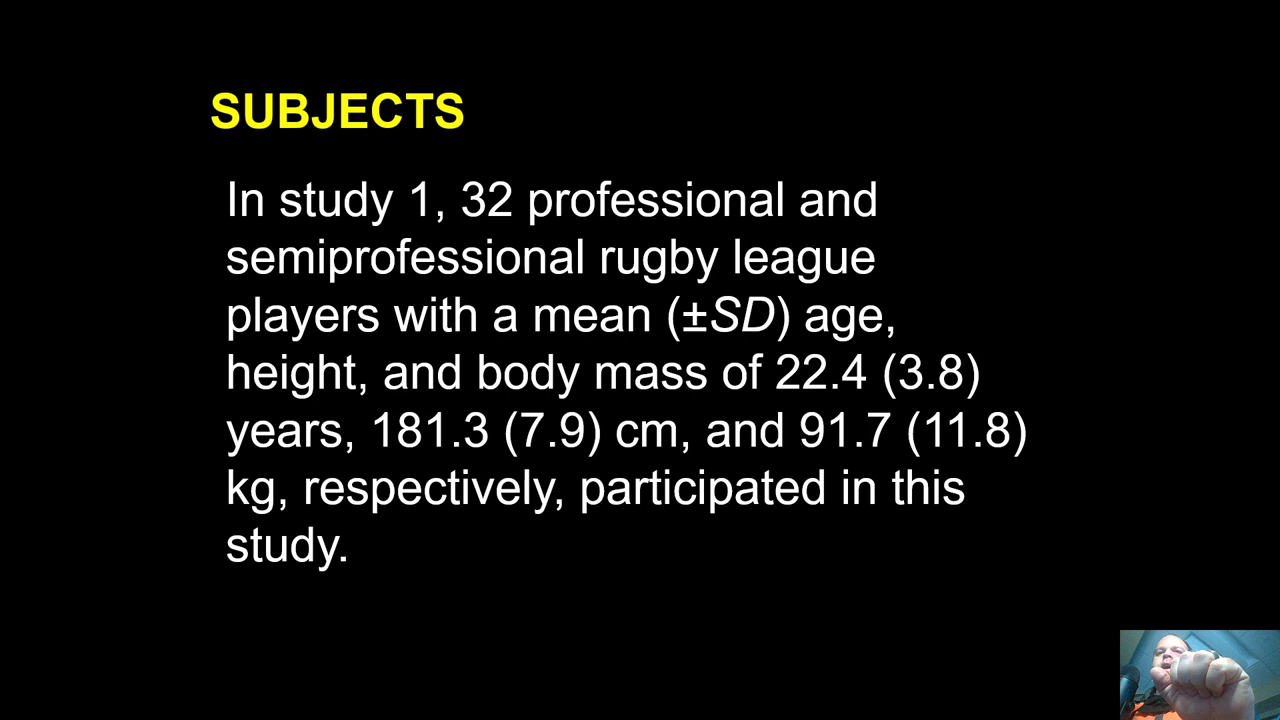 SUBJECTS
In study 1, 32 professional and
semiprofessional rugby league
players with a mean (±SD) age,
height, and body mass of 22.4 (3.8)
years, 181.3 (7.9) cm, and 91.7 (11.8)
kg, respectively, participated in this
study.